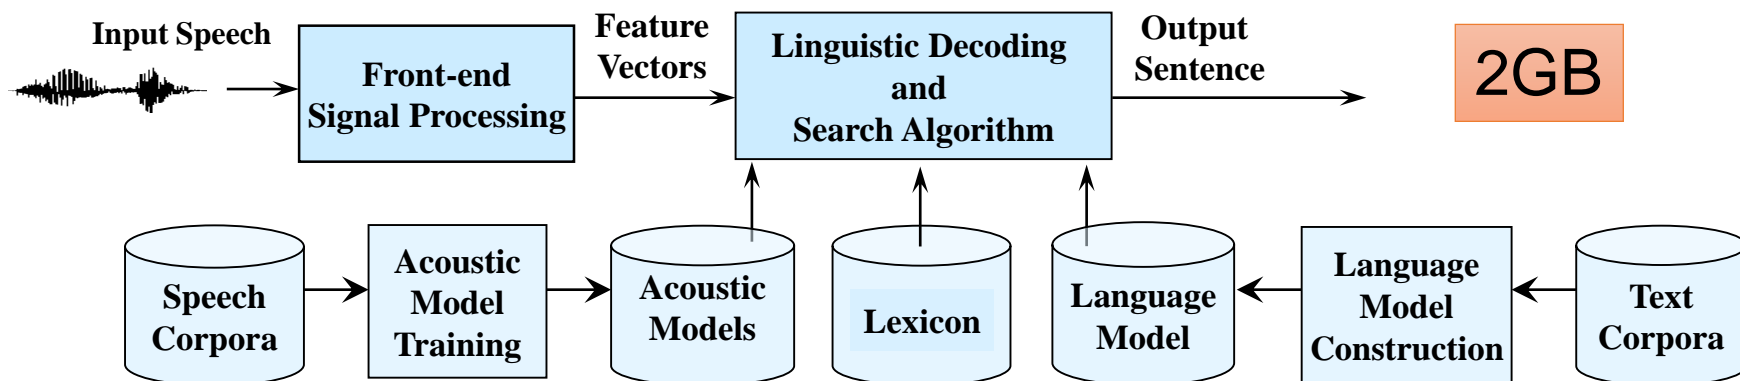 Input Speech
Front-end
Signal Processing
Feature
Vectors
Linguistic Decoding
and
Search Algorithm
Output
Sentence
2GB
Speech
Corpora
Acoustic
Model
Training
Acoustic
Models
Lexicon
Language
Model
Language
Model
Construction
Text
Corpora